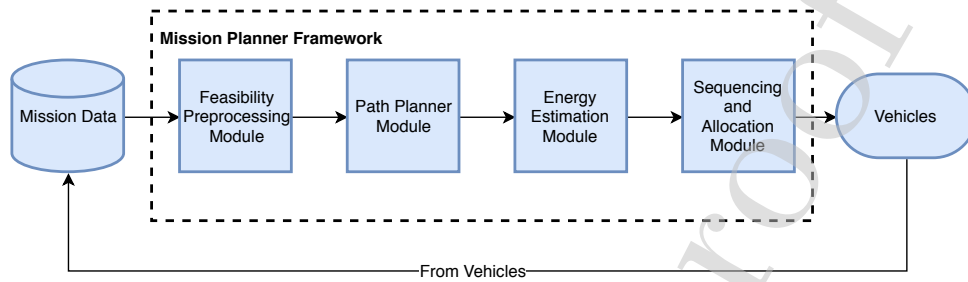 Mission Planner Framework
Mission Data
Feasibility
Preprocessing
Module
Path Planner
Module
Energy
Estimation
Module
Sequencing
and
Allocation
Module
Vehicles
From Vehicles
roof